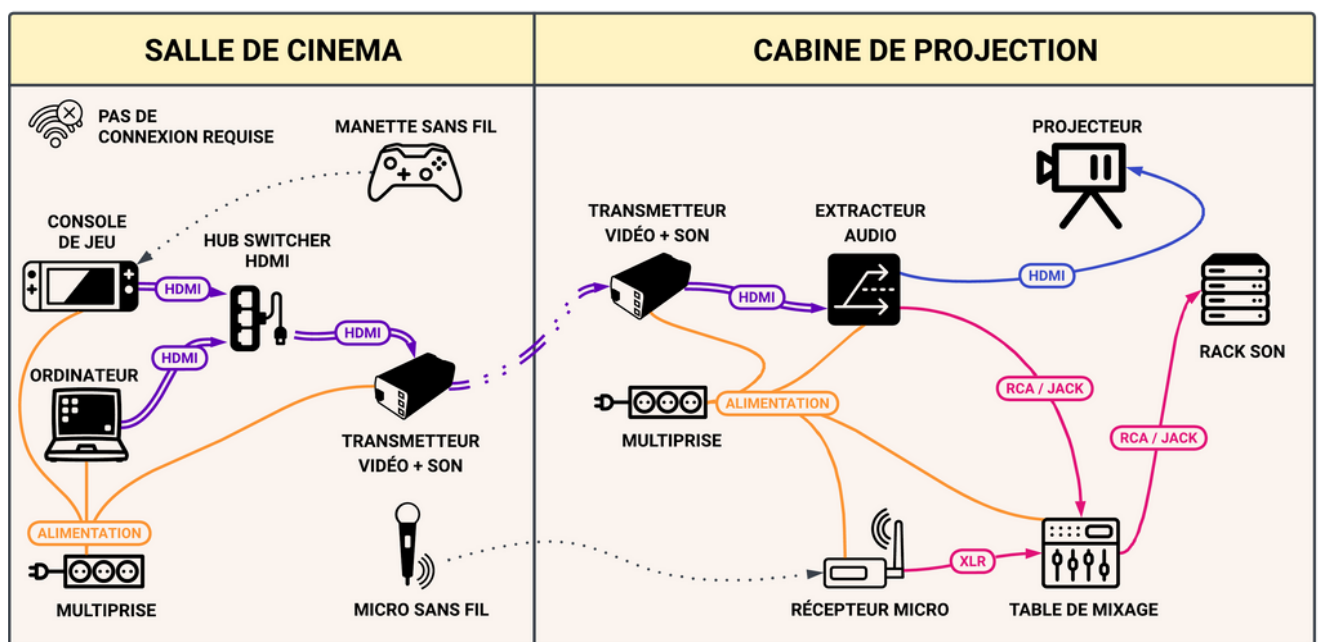 SALLE DE CINEMA
CABINE DE PROJECTION
PAS DE
CONNEXION REQUISE
MANETTE SANS FIL
CONSOLE
DE JEU
HUB SWITCHER
HDMI
HDMI
HDMI
HDMI
ORDINATEUR
TRANSMETTEUR
VIDÉO + SON
ALIMENTATION
MULTIPRISE
MICRO SANS FIL
PROJECTEUR
TRANSMETTEUR
VIDÉO + SON
EXTRACTEUR
AUDIO
HDMI
HDMI
RACK SON
RCA / JACK
RCA / JACK
ALIMENTATION
MULTIPRISE
XLR
RÉCEPTEUR MICRO
TABLE DE MIXAGE